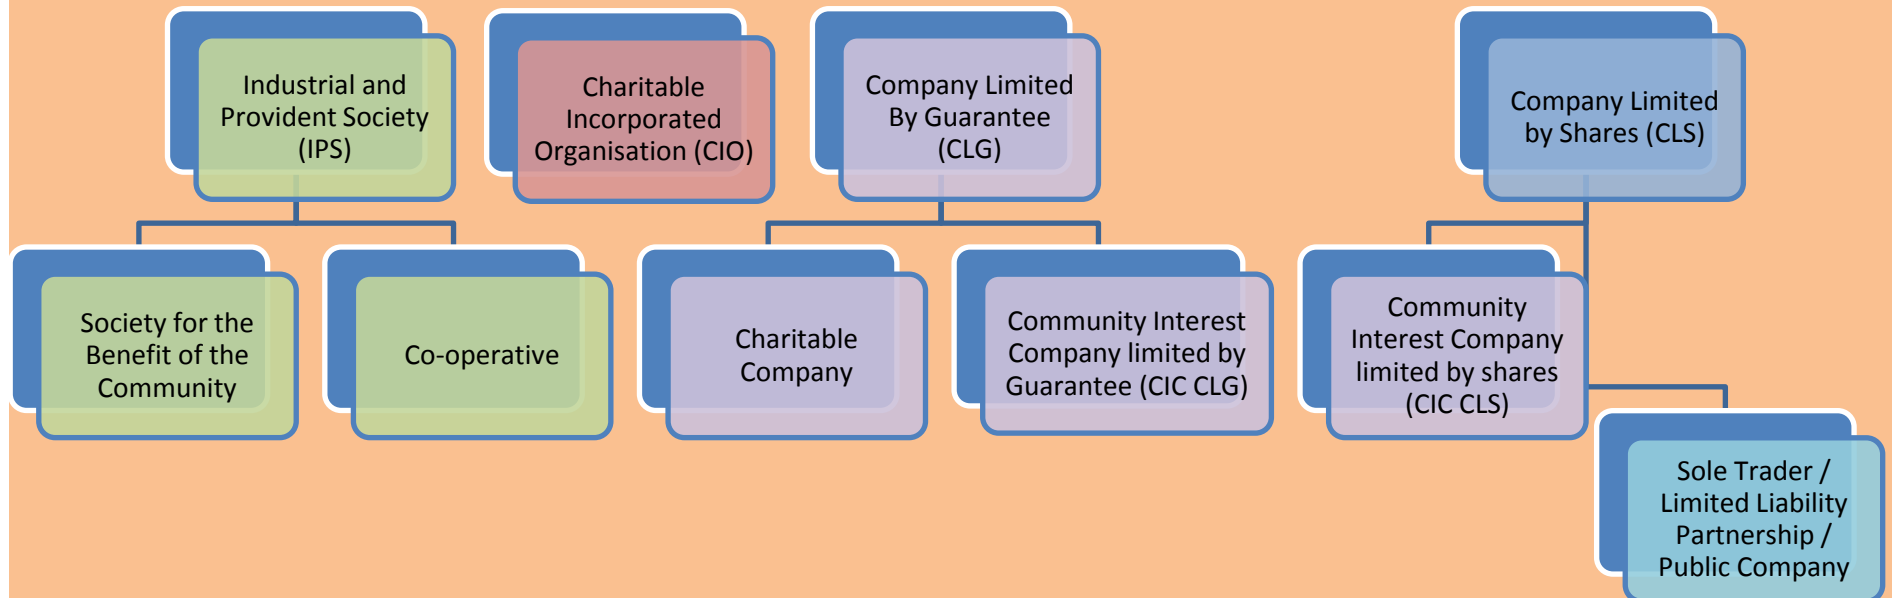 Industrial and
Provident Society
(IPS)
Charitable
Incorporated
Organisation (CIO)
Company Limited
By Guarantee
(CLG)
Company Limited
by Shares (CLS)
Society for the
Benefit of the
Community
Co-operative
Charitable
Company
Community Interest
Company limited by
Guarantee (CIC CLG)
Community
Interest Company
limited by shares
(CIC CLS)
Sole Trader /
Limited Liability
Partnership /
Public Company